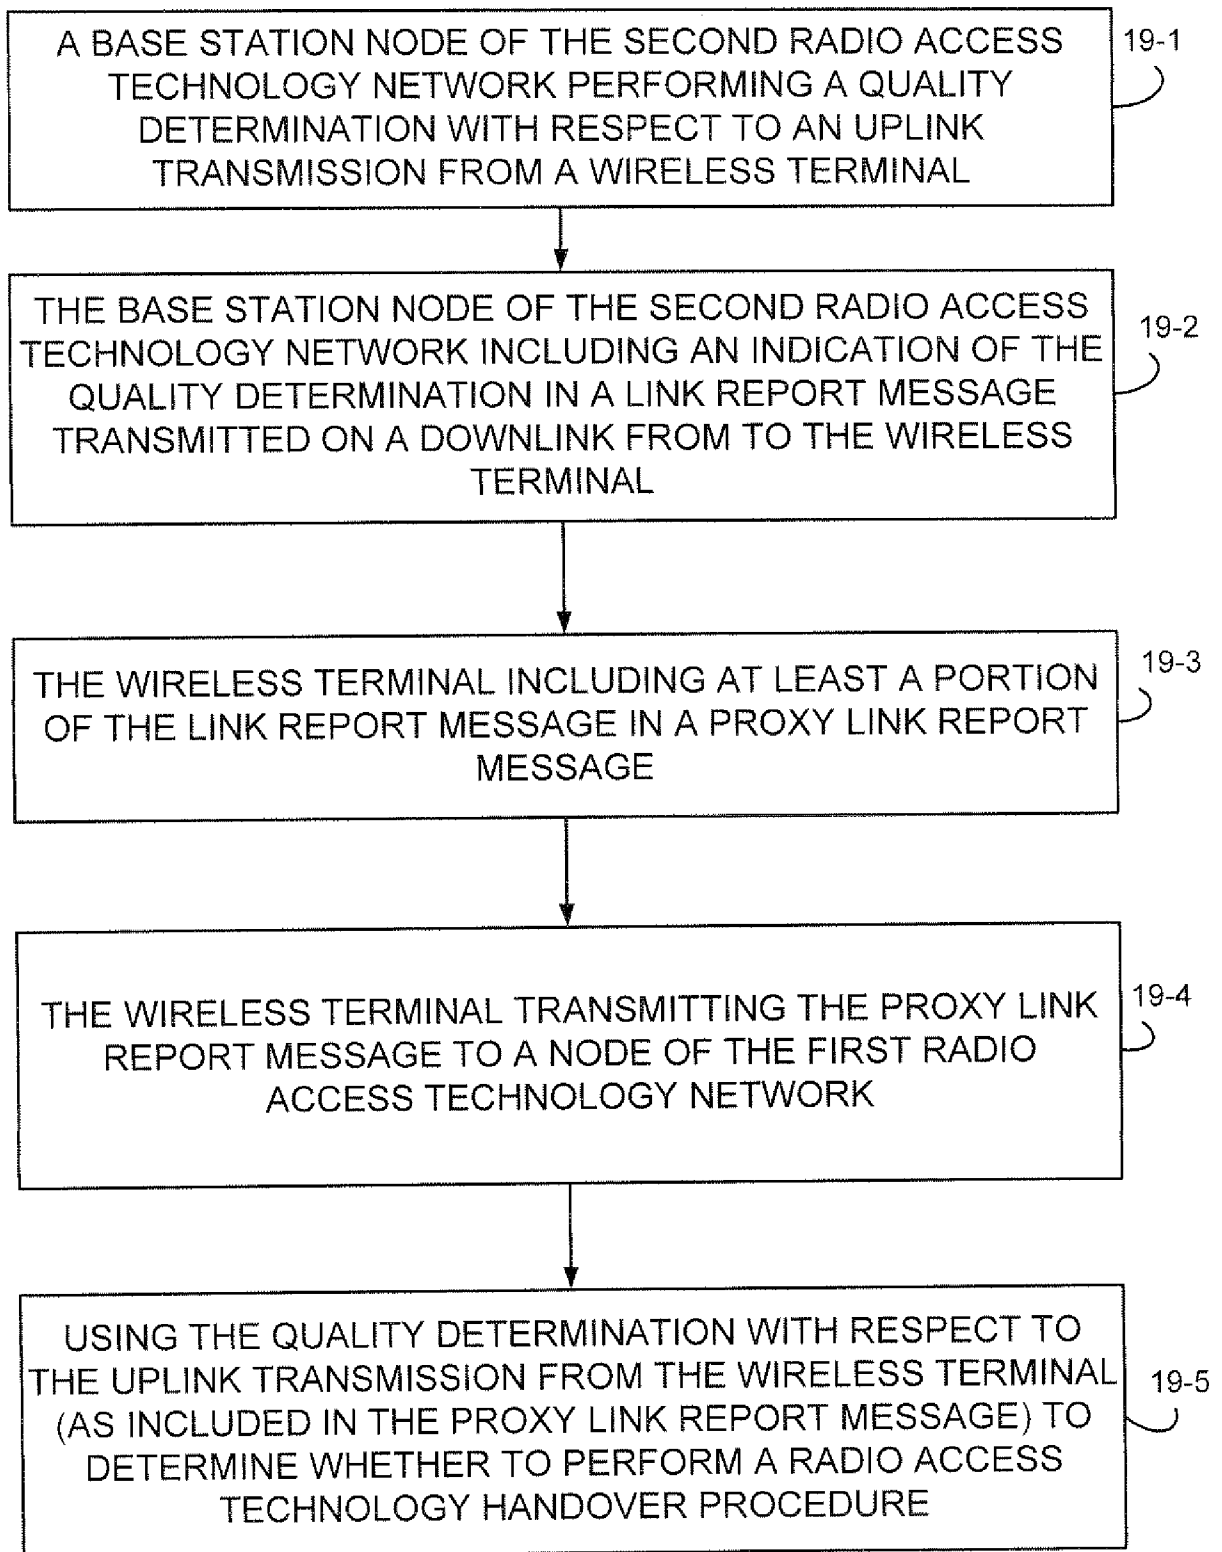 A BASE STATION NODE OF THE SECOND RADIO ACCESS
TECHNOLOGY NETWORK PERFORMING A QUALITY
DETERMINATION WITH RESPECT TO AN UPLINK
TRANSMISSION FROM A WIRELESS TERMINAL
19-1
THE BASE STATION NODE OF THE SECOND RADIO ACCESS
TECHNOLOGY NETWORK INCLUDING AN INDICATION OF THE
QUALITY DETERMINATION IN A LINK REPORT MESSAGE
TRANSMITTED ON A DOWNLINK FROM TO THE WIRELESS
TERMINAL
19-2
THE WIRELESS TERMINAL INCLUDING AT LEAST A PORTION
OF THE LINK REPORT MESSAGE IN A PROXY LINK REPORT
MESSAGE
19-3
THE WIRELESS TERMINAL TRANSMITTING THE PROXY LINK
REPORT MESSAGE TO A NODE OF THE FIRST RADIO
ACCESS TECHNOLOGY NETWORK
19-4
USING THE QUALITY DETERMINATION WITH RESPECT TO
THE UPLINK TRANSMISSION FROM THE WIRELESS TERMINAL
(AS INCLUDED IN THE PROXY LINK REPORT MESSAGE) TO
DETERMINE WHETHER TO PERFORM A RADIO ACCESS
TECHNOLOGY HANDOVER PROCEDURE
19-5